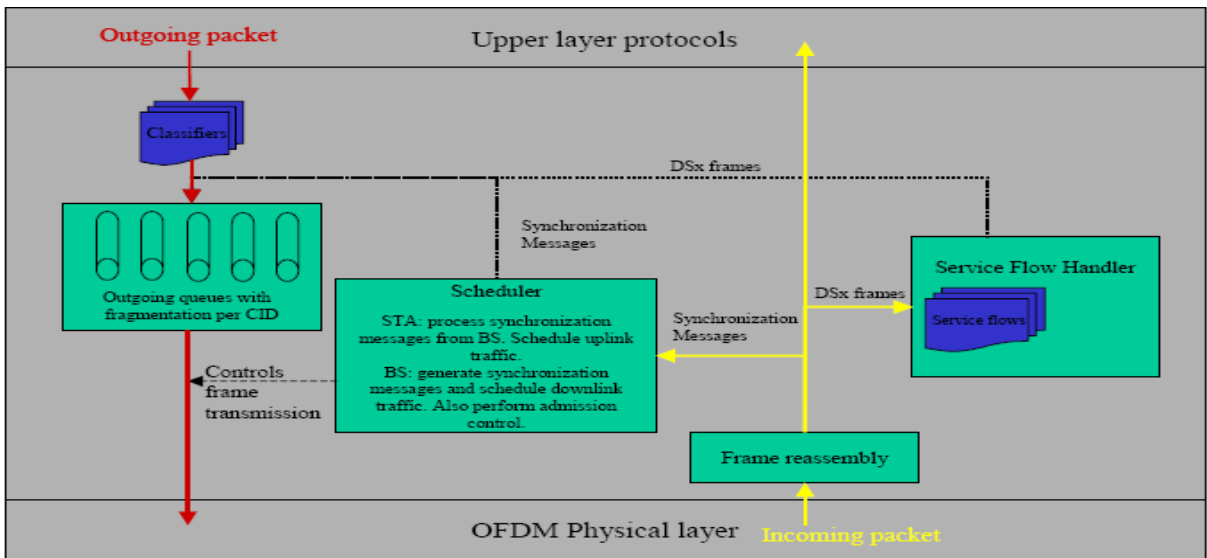 Outgoing packet
Upper layer protocols
Classifiers
DSx frames
Synchronization
Messages
Outgoing queues with
fragmentation per CID
Scheduler
STA: process synchronization
messages from BS. Schedule uplink
traffic.
BS: generate synchronization
messages and schedule downlink
traffic. Also perform admission
control.
Controls
frame
transmission
Synchronization
Messages
DSx frames
Service Flow Handler
Service flows
Frame reassembly
OFDM Physical layer
Incoming packet